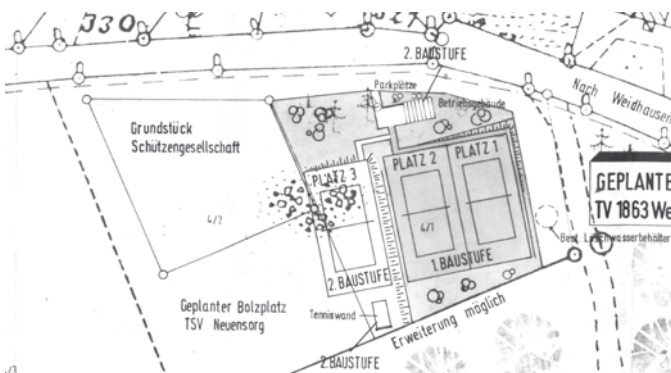 330
327
2. BAUSTUFE
Nach Weidhausen
Parkplätze
Betriebsgebäude
Grundstück
Schützengesellschaft
PLATZ 3
PLATZ 2
PLATZ 1
GEPLANTE
TV 1863 We
4/2
4/1
Best. Löschwasserbehälter
1. BAUSTUFE
2. BAUSTUFE
Geplanter Bolzplatz
TSV Neuensorg
Tenniswand
Erweiterung möglich
2. BAUSTUFE